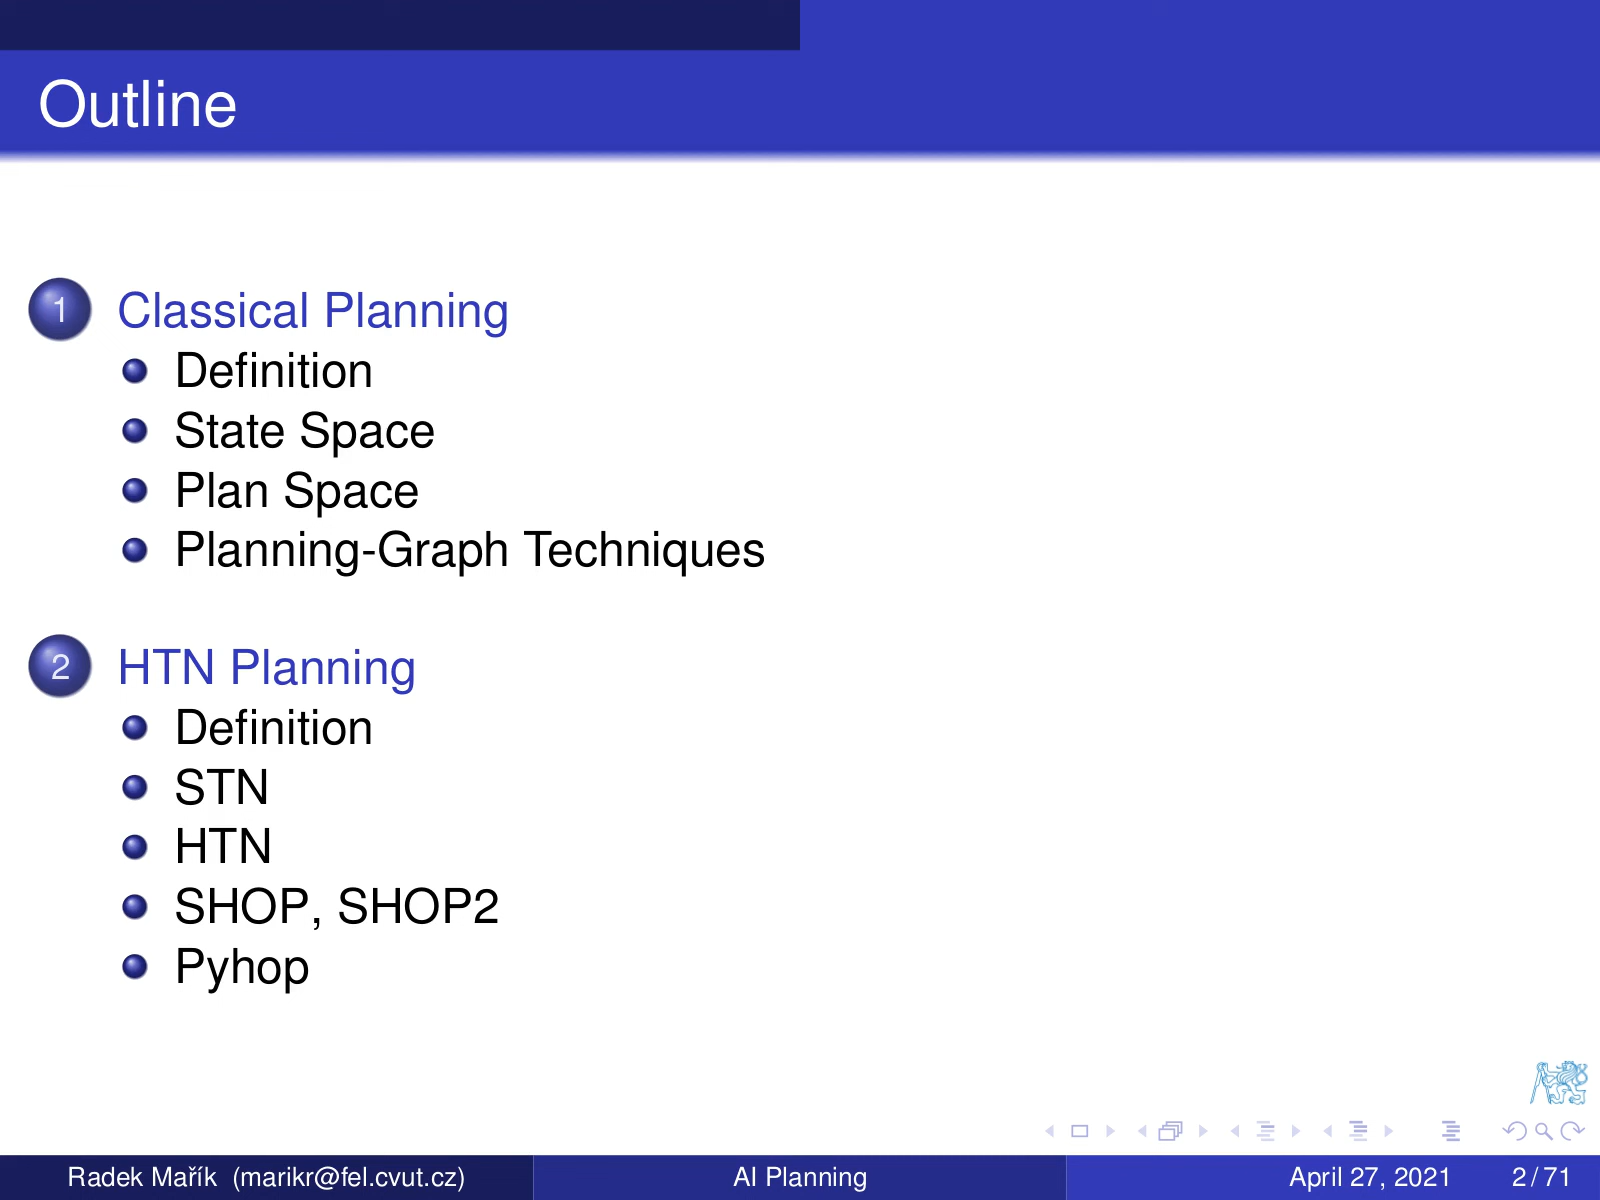 Outline
1 Classical Planning
Definition
State Space
Plan Space
Planning-Graph Techniques
2 HTN Planning
Definition
STN
HTN
SHOP, SHOP2
Pyhop
Radek Mařík (marikr@fel.cvut.cz) AI Planning April 27, 2021 2 / 71